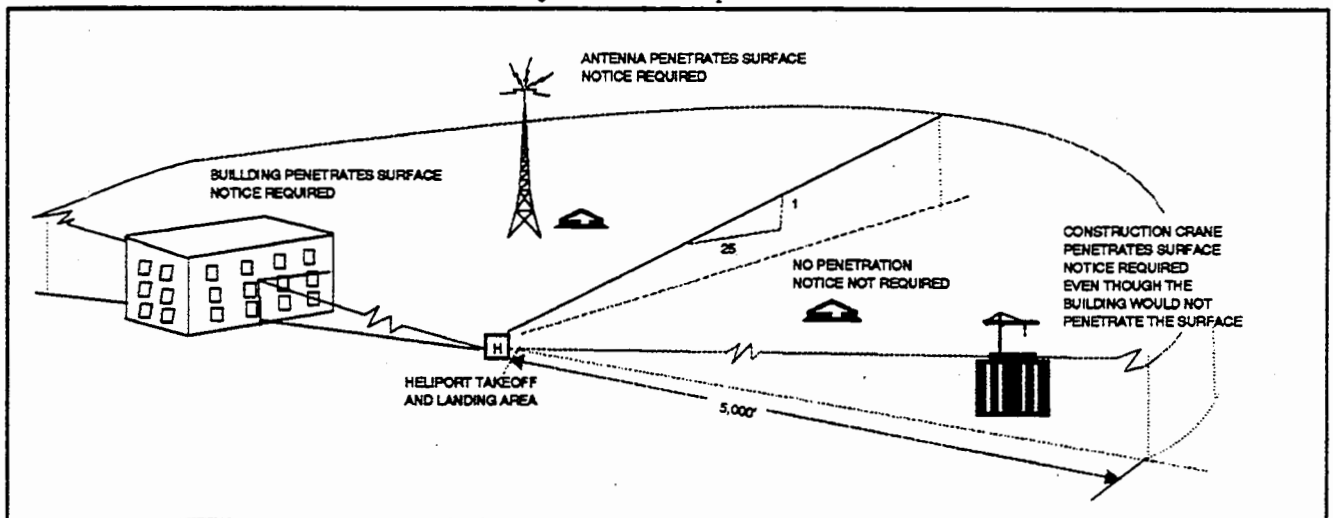 ANTENNA PENETRATES SURFACE
NOTICE REQUIRED
BUILLDING PENETRATES SURFACE
NOTICE REQUIRED
1
25
CONSTRUCTION CRANE
PENETRATES SURFACE
NOTICE REQUIRED
EVEN THOUGH THE
BUILDING WOULD NOT
PENETRATE THE SURFACE
NO PENETRATION
NOTICE NOT REQUIRED
H
HELIPORT TAKEOFF
AND LANDING AREA
5,000'